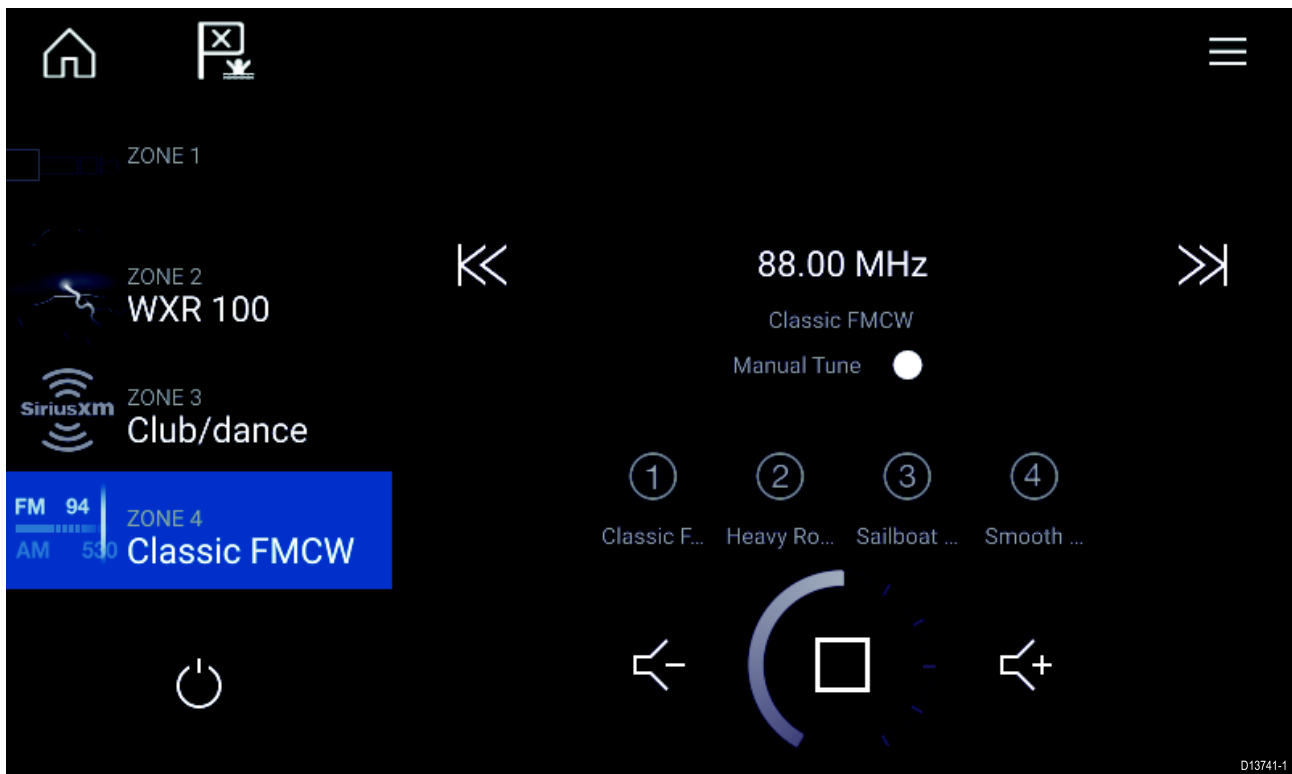 ZONE 1
ZONE 2
WXR 100
siriusxm
ZONE 3
Club/dance
FM 94
AM 530
ZONE 4
Classic FMCW
88.00 MHz
Classic FMCW
Manual Tune
1 2 3 4
Classic F... Heavy Ro... Sailboat ... Smooth ...
D13741-1